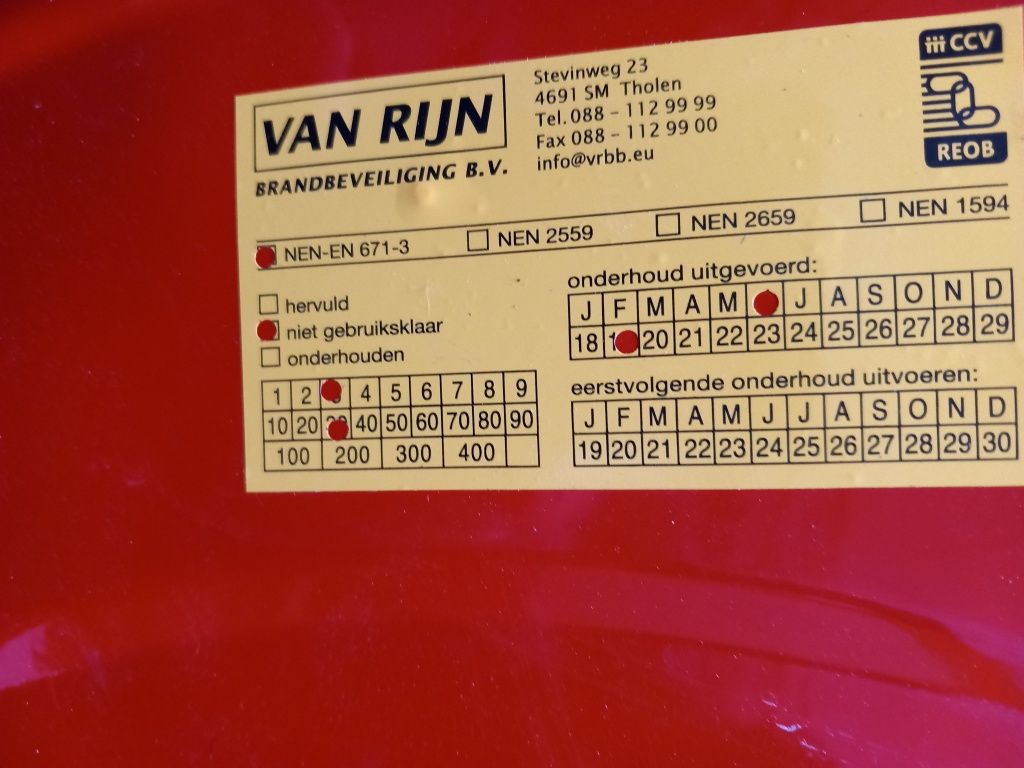 VAN RIJN
BRANDBEVEILIGING B.V.
Stevinweg 23
4691 SM Tholen
Tel. 088 - 112 99 99
Fax 088 - 112 99 00
info@vrbb.eu
CCV
REOB
NEN-EN 671-3 NEN 2559 NEN 2659 NEN 1594
hervuld
niet gebruiksklaar
onderhouden
1 2 4 5 6 7 8 9
10 20 40 50 60 70 80 90
100 200 300 400
onderhoud uitgevoerd:
J F M A M J A S O N D
18 20 21 22 23 24 25 26 27 28 29
eerstvolgende onderhoud uitvoeren:
J F M A M J J A S O N D
19 20 21 22 23 24 25 26 27 28 29 30